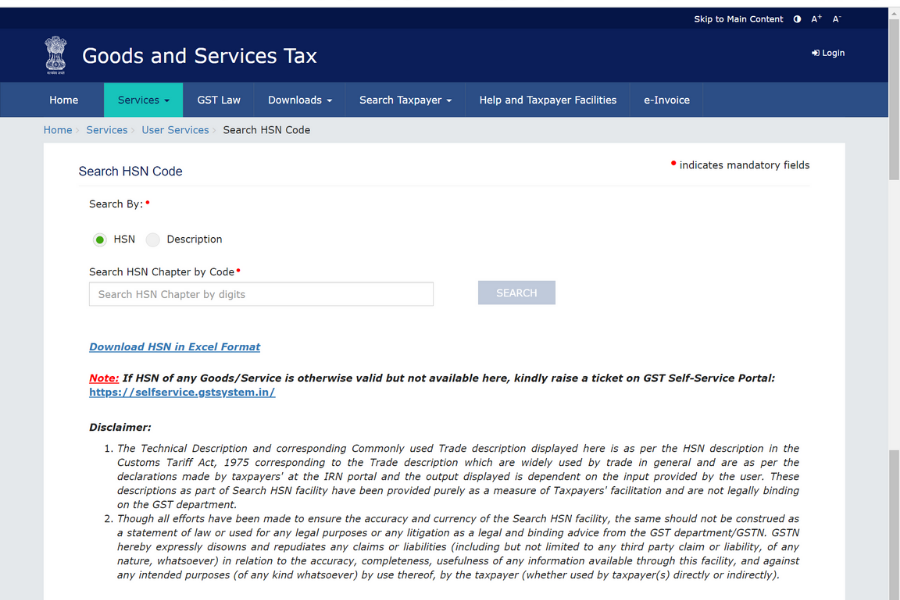 Skip to Main Content A+ A-
Goods and Services Tax
Login
Home Services GST Law Downloads Search Taxpayer Help and Taxpayer Facilities e-Invoice
Home > Services > User Services > Search HSN Code
Search HSN Code
• indicates mandatory fields
Search By: •
HSN Description
Search HSN Chapter by Code •
Search HSN Chapter by digits
SEARCH
Download HSN in Excel Format
Note: If HSN of any Goods/Service is otherwise valid but not available here, kindly raise a ticket on GST Self-Service Portal:
https://selfservice.gstsystem.in/
Disclaimer:
1. The Technical Description and corresponding Commonly used Trade description displayed here is as per the HSN description in the
Customs Tariff Act, 1975 corresponding to the Trade description which are widely used by trade in general and are as per the
declarations made by taxpayers' at the IRN portal and the output displayed is dependent on the input provided by the user. These
descriptions as part of Search HSN facility have been provided purely as a measure of Taxpayers' facilitation and are not legally binding
on the GST department.
2. Though all efforts have been made to ensure the accuracy and currency of the Search HSN facility, the same should not be construed as
a statement of law or used for any legal purposes or any litigation as a legal and binding advice from the GST department/GSTN. GSTN
hereby expressly disowns and repudiates any claims or liabilities (including but not limited to any third party claim or liability, of any
nature, whatsoever) in relation to the accuracy, completeness, usefulness of any information available through this facility, and against
any intended purposes (of any kind whatsoever) by use thereof, by the taxpayer (whether used by taxpayer(s) directly or indirectly).